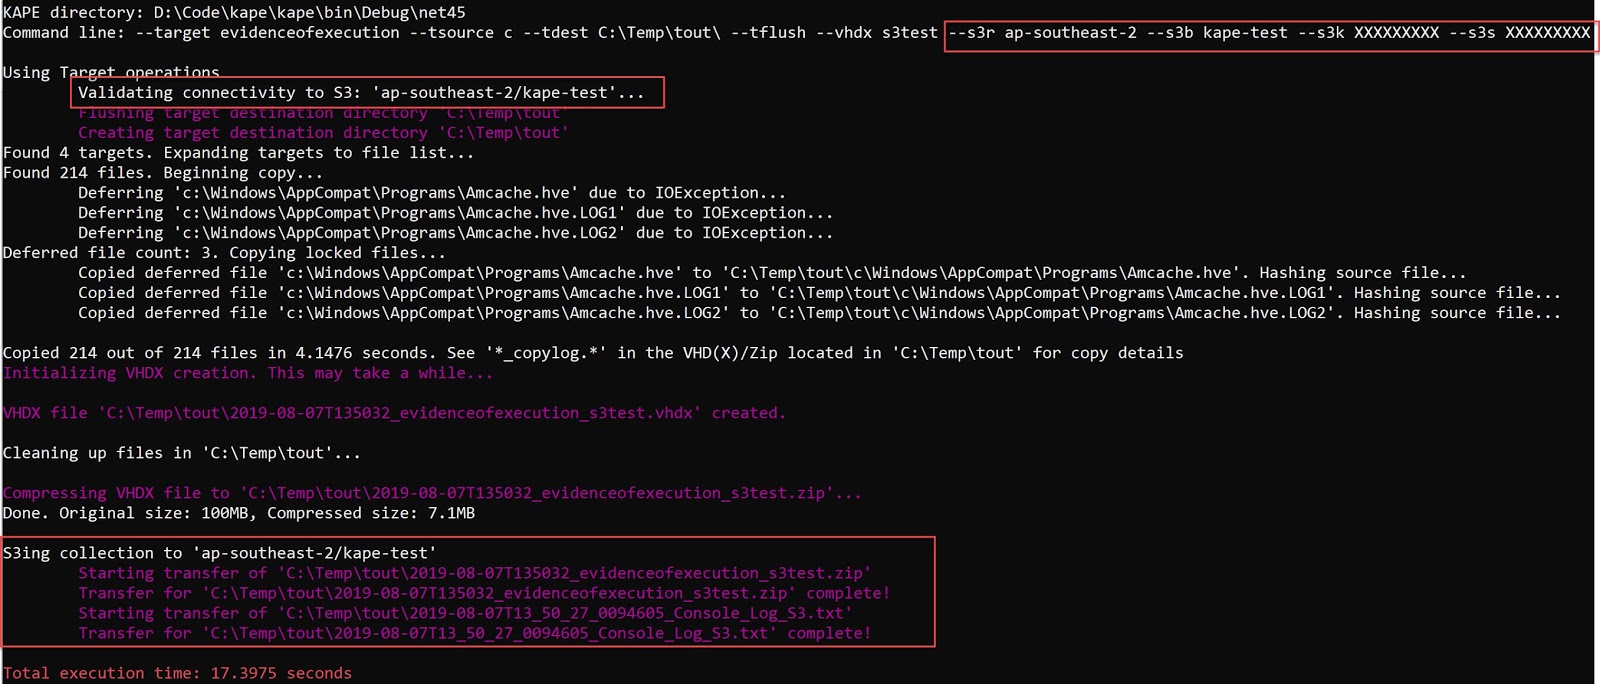 KAPE directory: D:\Code\kape\kape\bin\Debug\net45
Command line: --target evidenceofexecution --tsource c --tdest C:\Temp\tout\ --tflush --vhdx s3test --s3r ap-southeast-2 --s3b kape-test --s3k XXXXXXXXX --s3s XXXXXXXXX
Using Target operations
Validating connectivity to S3: 'ap-southeast-2/kape-test'...
Flushing target destination directory 'C:\Temp\tout'
Creating target destination directory 'C:\Temp\tout'
Found 4 targets. Expanding targets to file list...
Found 214 files. Beginning copy...
Deferring 'c:\Windows\AppCompat\Programs\Amcache.hve' due to IOException...
Deferring 'c:\Windows\AppCompat\Programs\Amcache.hve.LOG1' due to IOException...
Deferring 'c:\Windows\AppCompat\Programs\Amcache.hve.LOG2' due to IOException...
Deferred file count: 3. Copying locked files...
Copied deferred file 'c:\Windows\AppCompat\Programs\Amcache.hve' to 'C:\Temp\tout\c\Windows\AppCompat\Programs\Amcache.hve'. Hashing source file...
Copied deferred file 'c:\Windows\AppCompat\Programs\Amcache.hve.LOG1' to 'C:\Temp\tout\c\Windows\AppCompat\Programs\Amcache.hve.LOG1'. Hashing source file...
Copied deferred file 'c:\Windows\AppCompat\Programs\Amcache.hve.LOG2' to 'C:\Temp\tout\c\Windows\AppCompat\Programs\Amcache.hve.LOG2'. Hashing source file...
Copied 214 out of 214 files in 4.1476 seconds. See '*_copylog.*' in the VHD(X)/Zip located in 'C:\Temp\tout' for copy details
Initializing VHDX creation. This may take a while...
VHDX file 'C:\Temp\tout\2019-08-07T135032_evidenceofexecution_s3test.vhdx' created.
Cleaning up files in 'C:\Temp\tout'...
Compressing VHDX file to 'C:\Temp\tout\2019-08-07T135032_evidenceofexecution_s3test.zip'...
Done. Original size: 100MB, Compressed size: 7.1MB
S3ing collection to 'ap-southeast-2/kape-test'
Starting transfer of 'C:\Temp\tout\2019-08-07T135032_evidenceofexecution_s3test.zip'
Transfer for 'C:\Temp\tout\2019-08-07T135032_evidenceofexecution_s3test.zip' complete!
Starting transfer of 'C:\Temp\tout\2019-08-07T13_50_27_0094605_Console_Log_S3.txt'
Transfer for 'C:\Temp\tout\2019-08-07T13_50_27_0094605_Console_Log_S3.txt' complete!
Total execution time: 17.3975 seconds